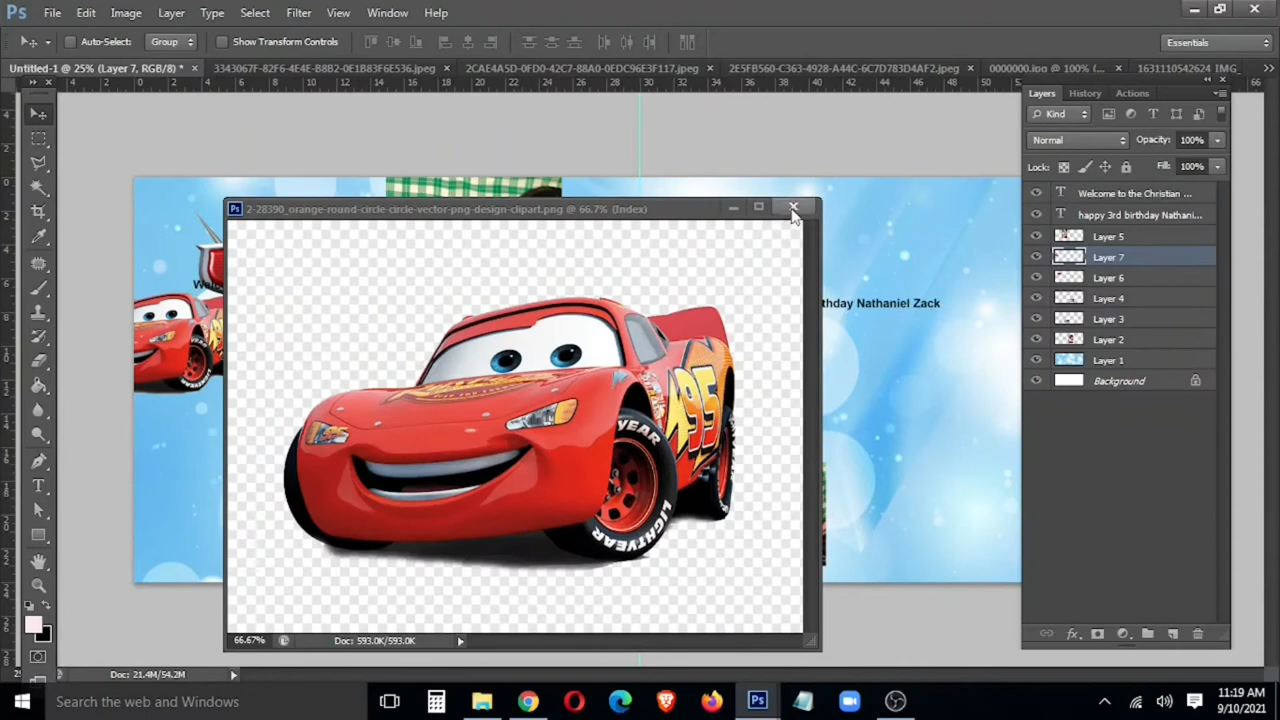 Ps File Edit Image Layer Type Select Filter View Window Help
Auto-Select: Group Show Transform Controls Essentials
Untitled-1 @ 25% (Layer 7, RGB/8) * × 3343067F-82F6-4E4E-B8B2-0E1B83F6E536.jpeg × 2CAE4A5D-0FD0-42C7-88A0-0EDC96E3F117.jpeg × 2E5FB560-C363-4928-A44C-6C7D783D4AF2.jpeg × 0000000.jpg @ 100% ( × 1631110542624 IMG
Layers History Actions
Kind
Normal Opacity: 100%
Lock: Fill: 100%
Welcome to the Christian ...
happy 3rd birthday Nathani...
Layer 5
Layer 7
Layer 6
Layer 4
Layer 3
Layer 2
Layer 1
Background
Ps 2-28390_orange-round-circle-circle-vector-png-design-clipart.png @ 66.7% (Index)
rthday Nathaniel Zack
95
LIGHTYEAR
66.67% Doc: 593.0K/593.0K
Doc: 21.4M/54.2M
Search the web and Windows
Ps
11:19 AM
9/10/2021